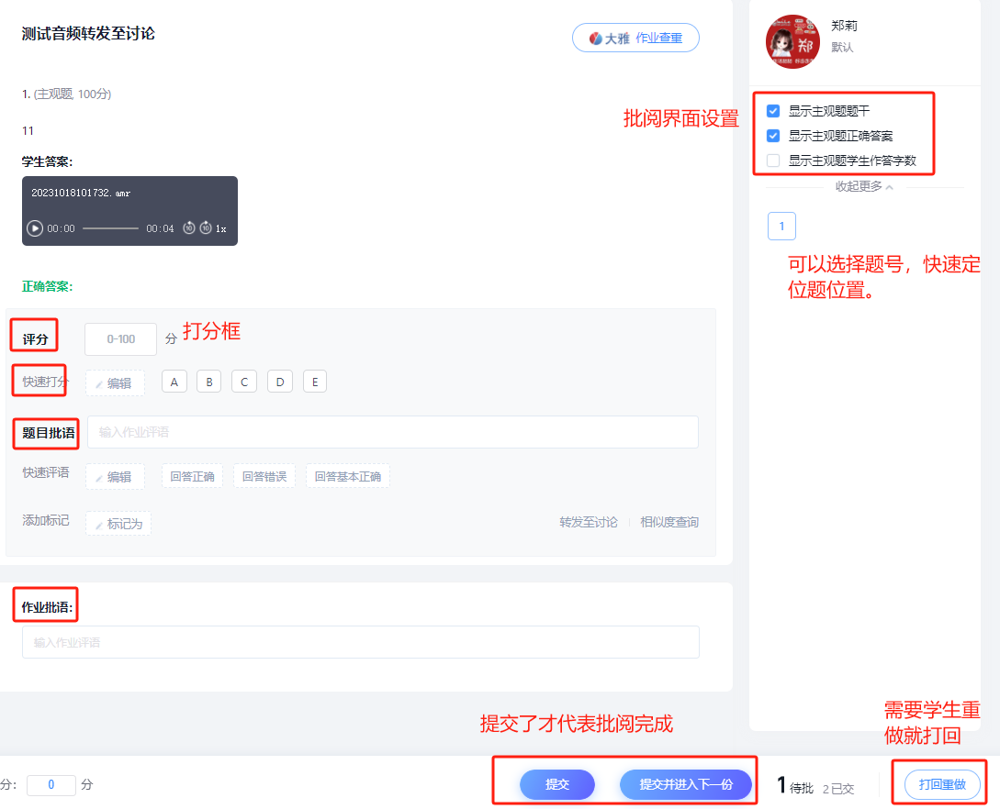 测试音频转发至讨论
大雅 作业查重
1. (主观题, 100分)
11
学生答案:
20231018101732.amr
00:00 00:04 10 10 1x
正确答案:
评分 0-100 分 打分框
快速打分 编辑 A B C D E
题目批语 输入作业评语
快速评语 编辑 回答正确 回答错误 回答基本正确
添加标记 标记为 转发至讨论 相似度查询
作业批语:
输入作业评语
郑
郑莉
默认
批阅界面设置
显示主观题题干
显示主观题正确答案
显示主观题学生作答字数
收起更多
1
可以选择题号，快速定
位题位置。
提交了才代表批阅完成
需要学生重
做就打回
分: 0 分 提交 提交并进入下一份 1 待批 2 已交 打回重做